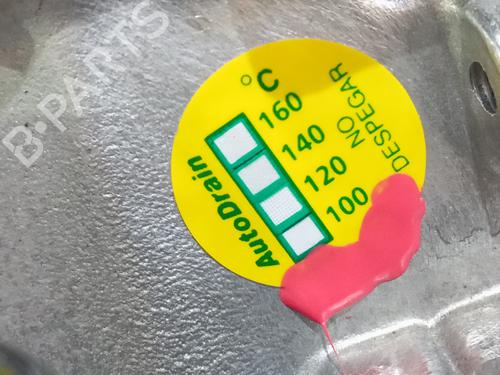 B-PARTS
°C
160
140
120
100
AutoDrain
NO
DESPEGAR